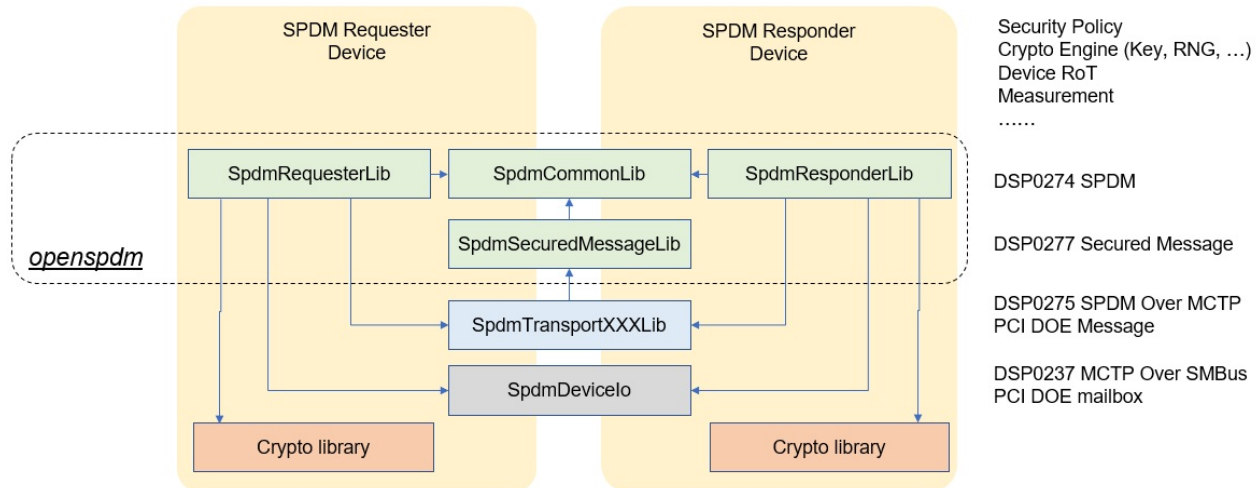 SPDM Requester
Device
SPDM Responder
Device
Security Policy
Crypto Engine (Key, RNG, …)
Device RoT
Measurement
……
SpdmRequesterLib
SpdmCommonLib
SpdmResponderLib
DSP0274 SPDM
openspdm
SpdmSecuredMessageLib
DSP0277 Secured Message
SpdmTransportXXXLib
DSP0275 SPDM Over MCTP
PCI DOE Message
SpdmDeviceIo
DSP0237 MCTP Over SMBus
PCI DOE mailbox
Crypto library
Crypto library